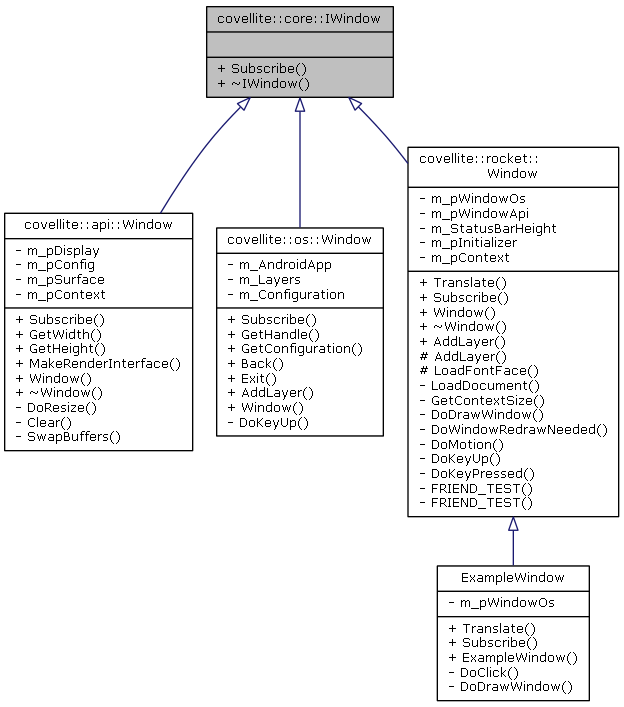 covellite::core::IWindow
+ Subscribe()
+ ~IWindow()
covellite::api::Window
- m_pDisplay
- m_pConfig
- m_pSurface
- m_pContext
+ Subscribe()
+ GetWidth()
+ GetHeight()
+ MakeRenderInterface()
+ Window()
+ ~Window()
- DoResize()
- Clear()
- SwapBuffers()
covellite::os::Window
- m_AndroidApp
- m_Layers
- m_Configuration
+ Subscribe()
+ GetHandle()
+ GetConfiguration()
+ Back()
+ Exit()
+ AddLayer()
+ Window()
- DoKeyUp()
covellite::rocket::
Window
- m_pWindowOs
- m_pWindowApi
- m_StatusBarHeight
- m_pInitializer
- m_pContext
+ Translate()
+ Subscribe()
+ Window()
+ ~Window()
+ AddLayer()
# AddLayer()
# LoadFontFace()
- LoadDocument()
- GetContextSize()
- DoDrawWindow()
- DoWindowRedrawNeeded()
- DoMotion()
- DoKeyUp()
- DoKeyPressed()
- FRIEND_TEST()
- FRIEND_TEST()
ExampleWindow
- m_pWindowOs
+ Translate()
+ Subscribe()
+ ExampleWindow()
- DoClick()
- DoDrawWindow()